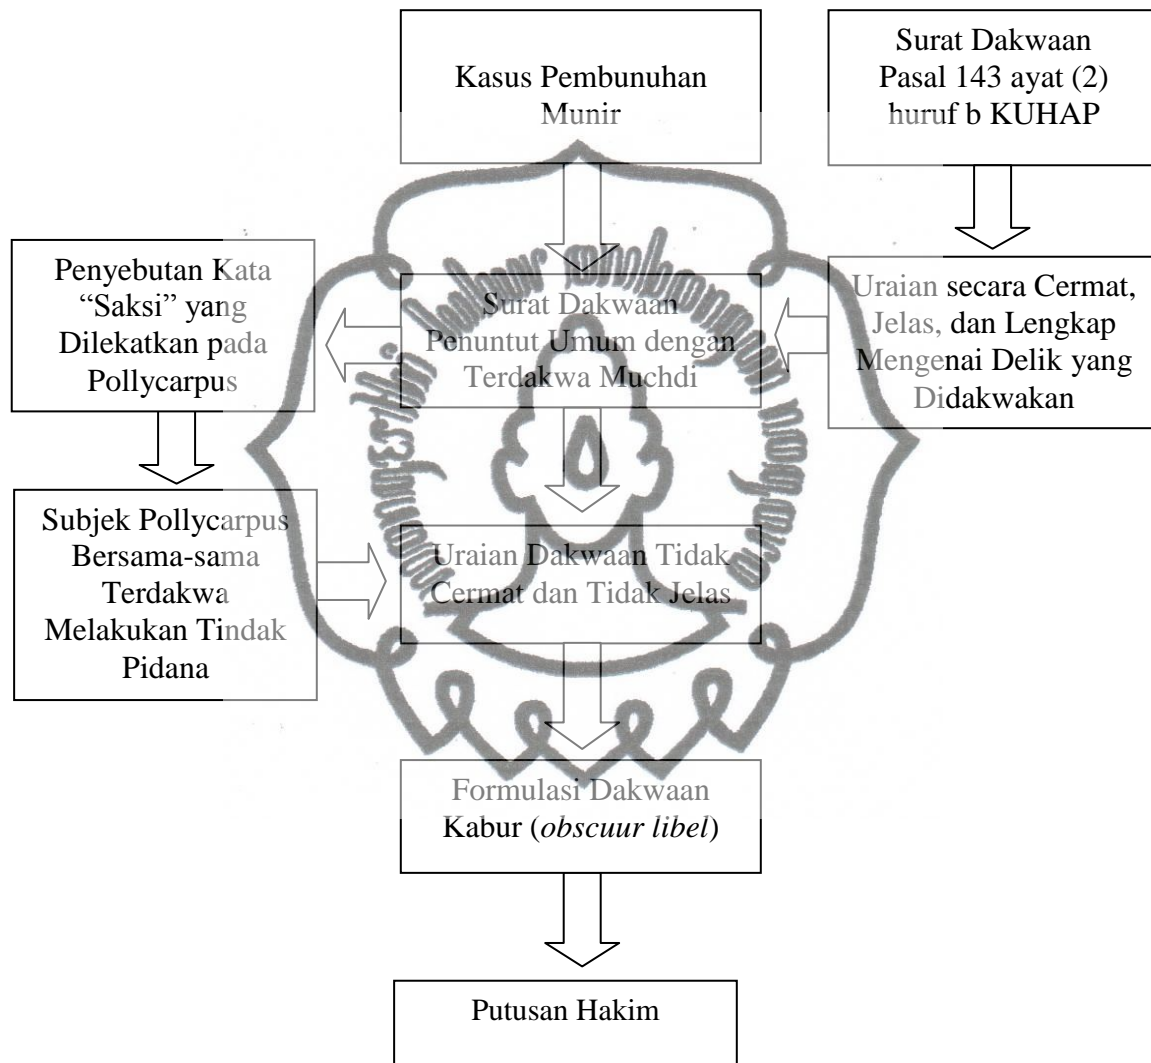 Kasus Pembunuhan
Munir
Surat Dakwaan
Pasal 143 ayat (2)
huruf b KUHAP
Penyebutan Kata
“Saksi” yang
Dilekatkan pada
Pollycarpus
Surat Dakwaan
Penuntut Umum dengan
Terdakwa Muchdi
Uraian secara Cermat,
Jelas, dan Lengkap
Mengenai Delik yang
Didakwakan
Subjek Pollycarpus
Bersama-sama
Terdakwa
Melakukan Tindak
Pidana
Uraian Dakwaan Tidak
Cermat dan Tidak Jelas
Formulasi Dakwaan
Kabur (obscuur libel)
Putusan Hakim